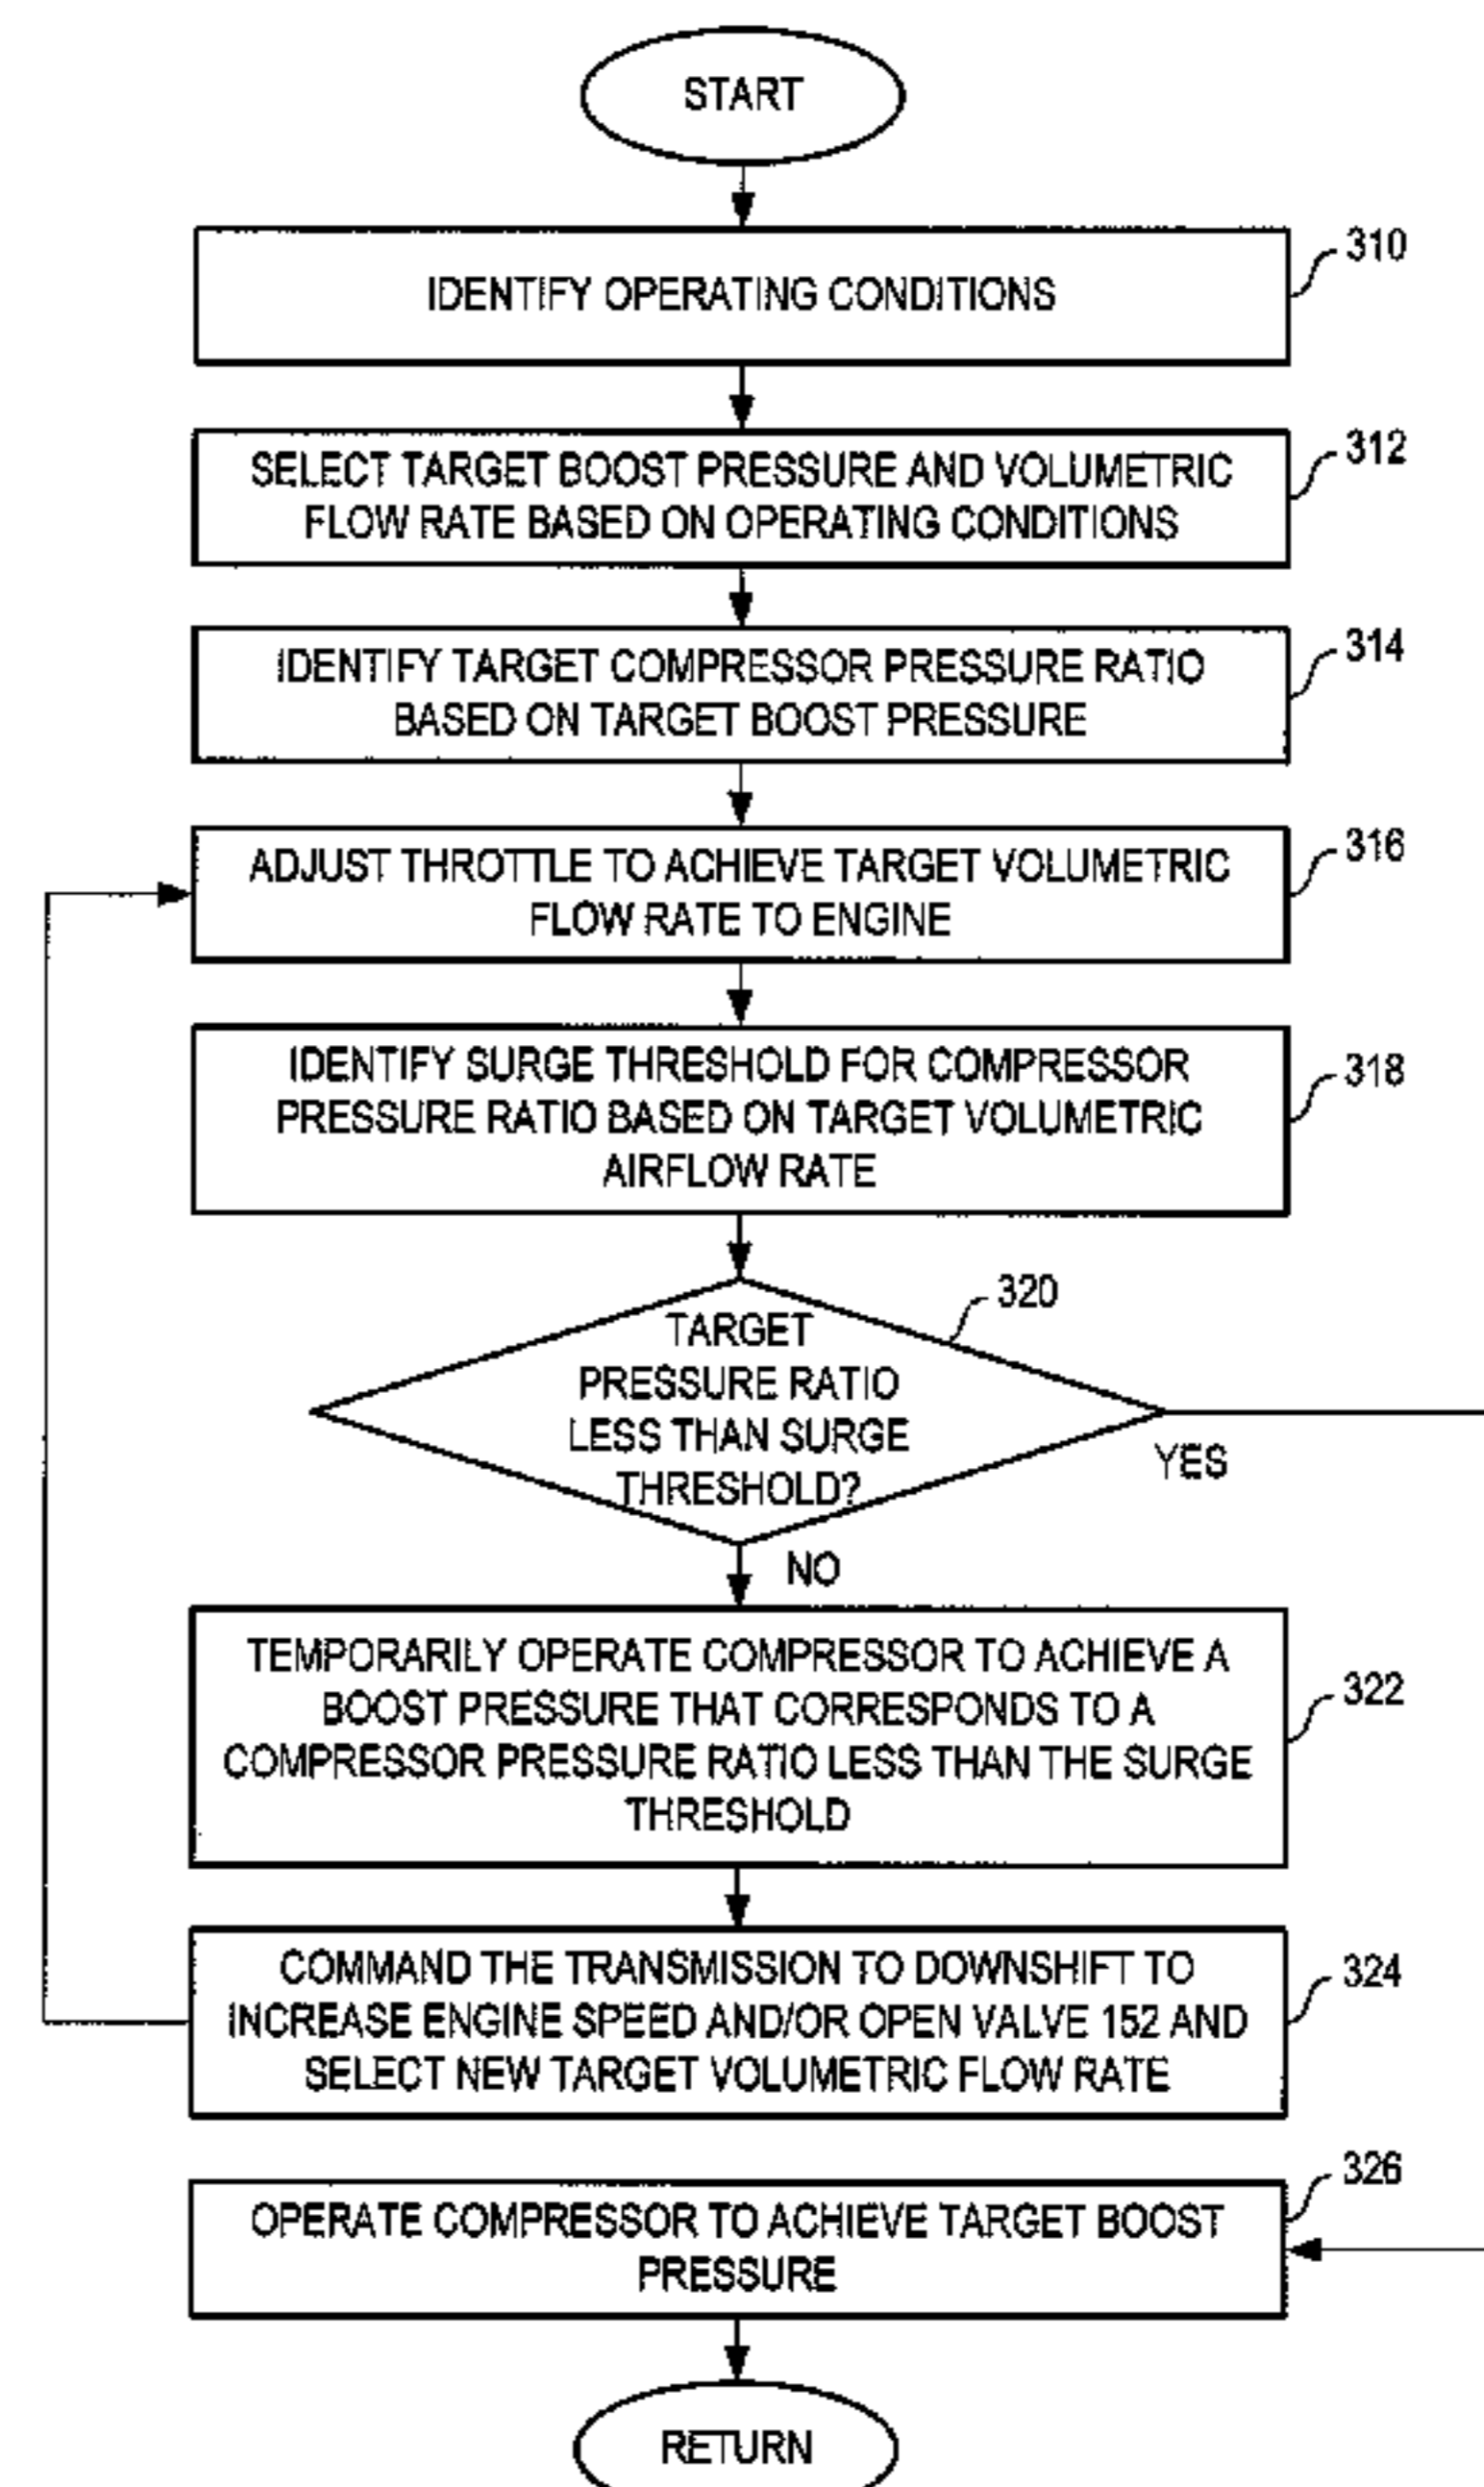 START
310
IDENTIFY OPERATING CONDITIONS
312
SELECT TARGET BOOST PRESSURE AND VOLUMETRIC
FLOW RATE BASED ON OPERATING CONDITIONS
314
IDENTIFY TARGET COMPRESSOR PRESSURE RATIO
BASED ON TARGET BOOST PRESSURE
316
ADJUST THROTTLE TO ACHIEVE TARGET VOLUMETRIC
FLOW RATE TO ENGINE
318
IDENTIFY SURGE THRESHOLD FOR COMPRESSOR
PRESSURE RATIO BASED ON TARGET VOLUMETRIC
AIRFLOW RATE
320
TARGET
PRESSURE RATIO
LESS THAN SURGE
THRESHOLD?
YES
NO
322
TEMPORARILY OPERATE COMPRESSOR TO ACHIEVE A
BOOST PRESSURE THAT CORRESPONDS TO A
COMPRESSOR PRESSURE RATIO LESS THAN THE SURGE
THRESHOLD
324
COMMAND THE TRANSMISSION TO DOWNSHIFT TO
INCREASE ENGINE SPEED AND/OR OPEN VALVE 152 AND
SELECT NEW TARGET VOLUMETRIC FLOW RATE
326
OPERATE COMPRESSOR TO ACHIEVE TARGET BOOST
PRESSURE
RETURN